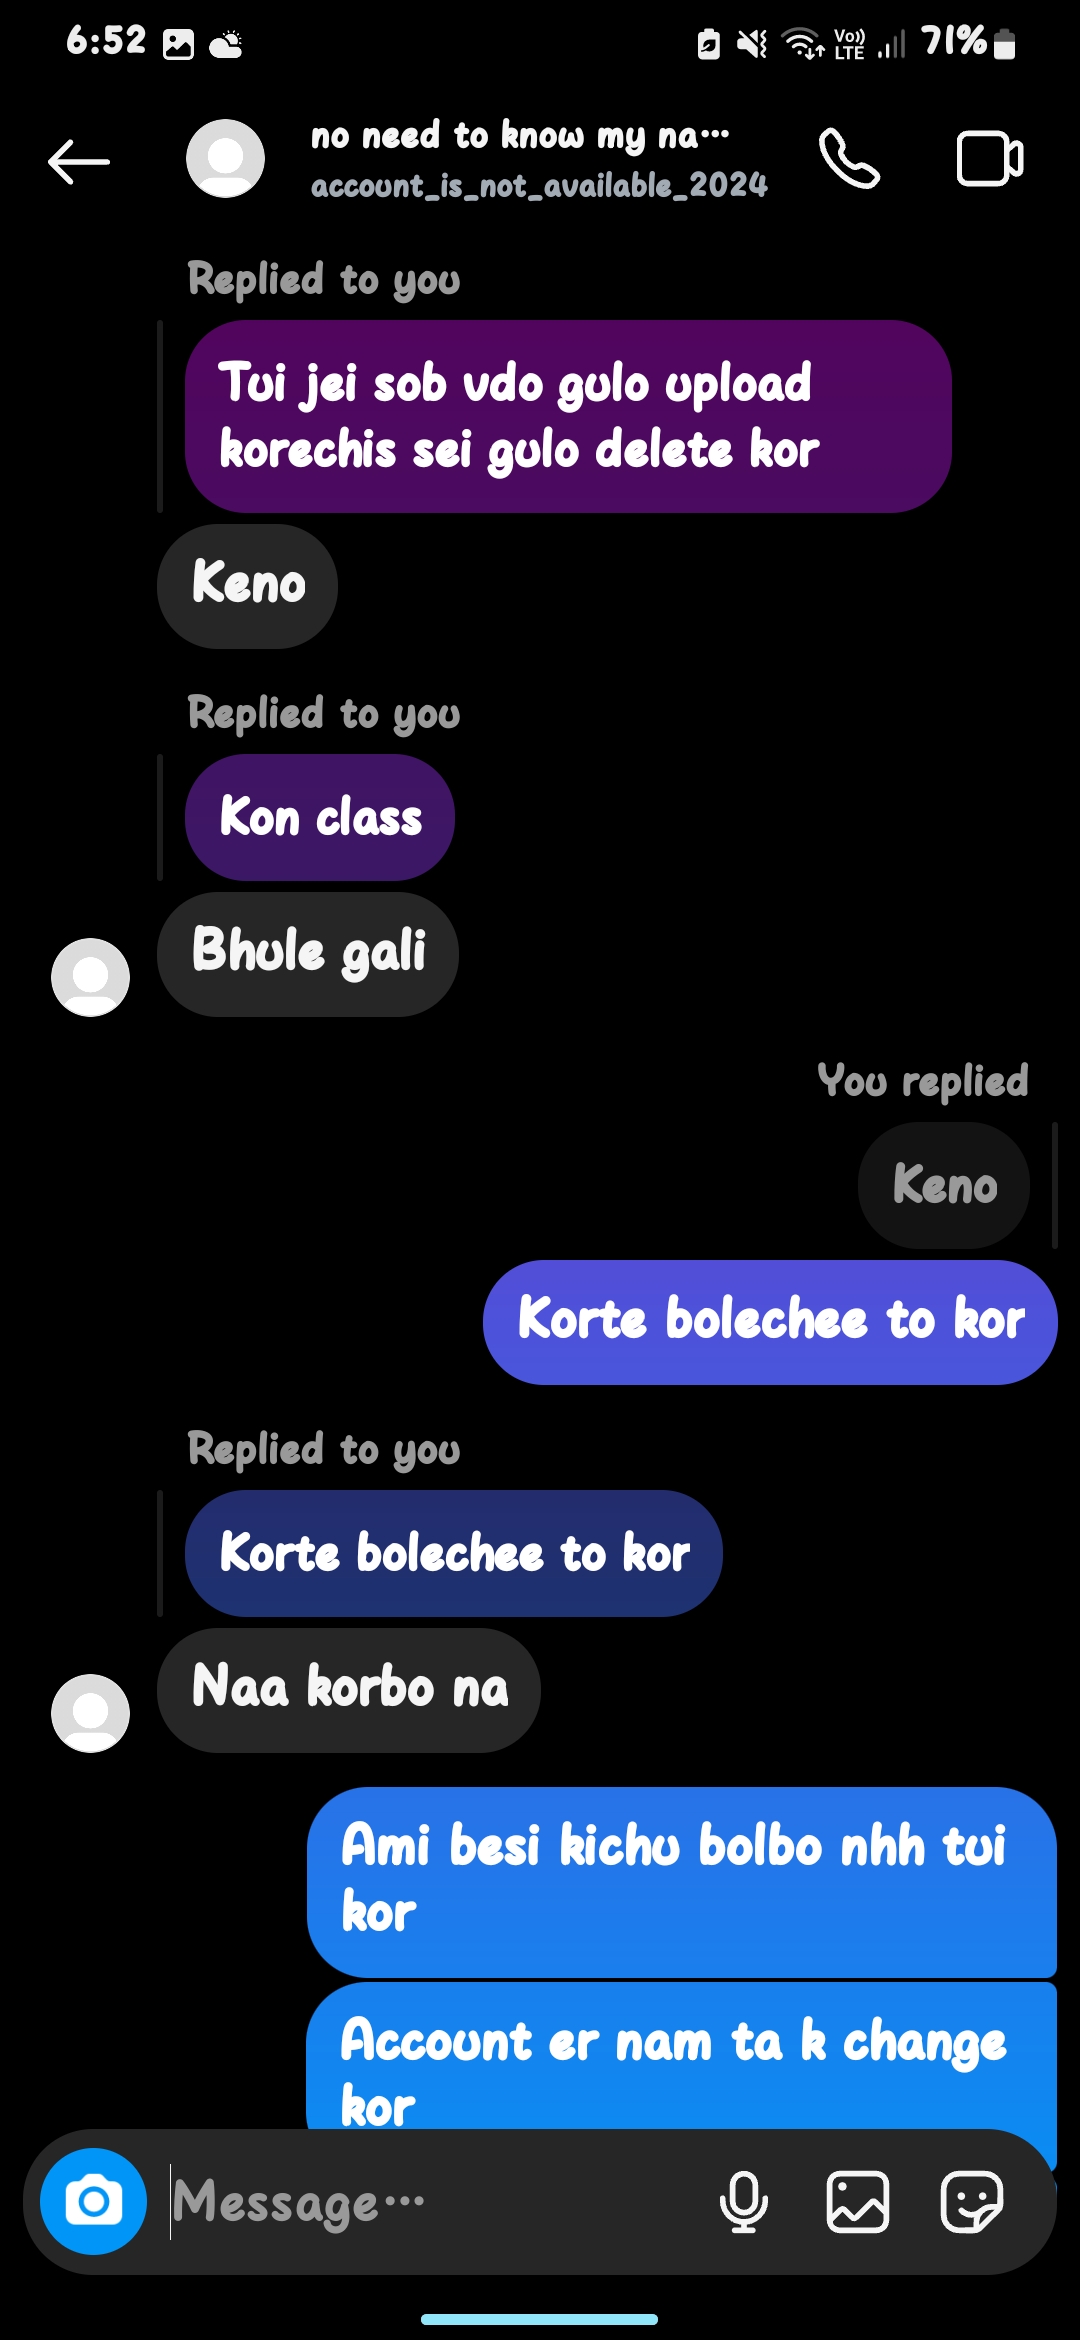 6:52
Vo)) LTE 71%
no need to know my na...
account_is_not_available_2024
Replied to you
Tui jei sob vdo gulo upload
korechis sei gulo delete kor
Keno
Replied to you
Kon class
Bhule gali
You replied
Keno
Korte bolechee to kor
Replied to you
Korte bolechee to kor
Naa korbo na
Ami besi kichu bolbo nhh tui
kor
Account er nam ta k change
kor
Message...